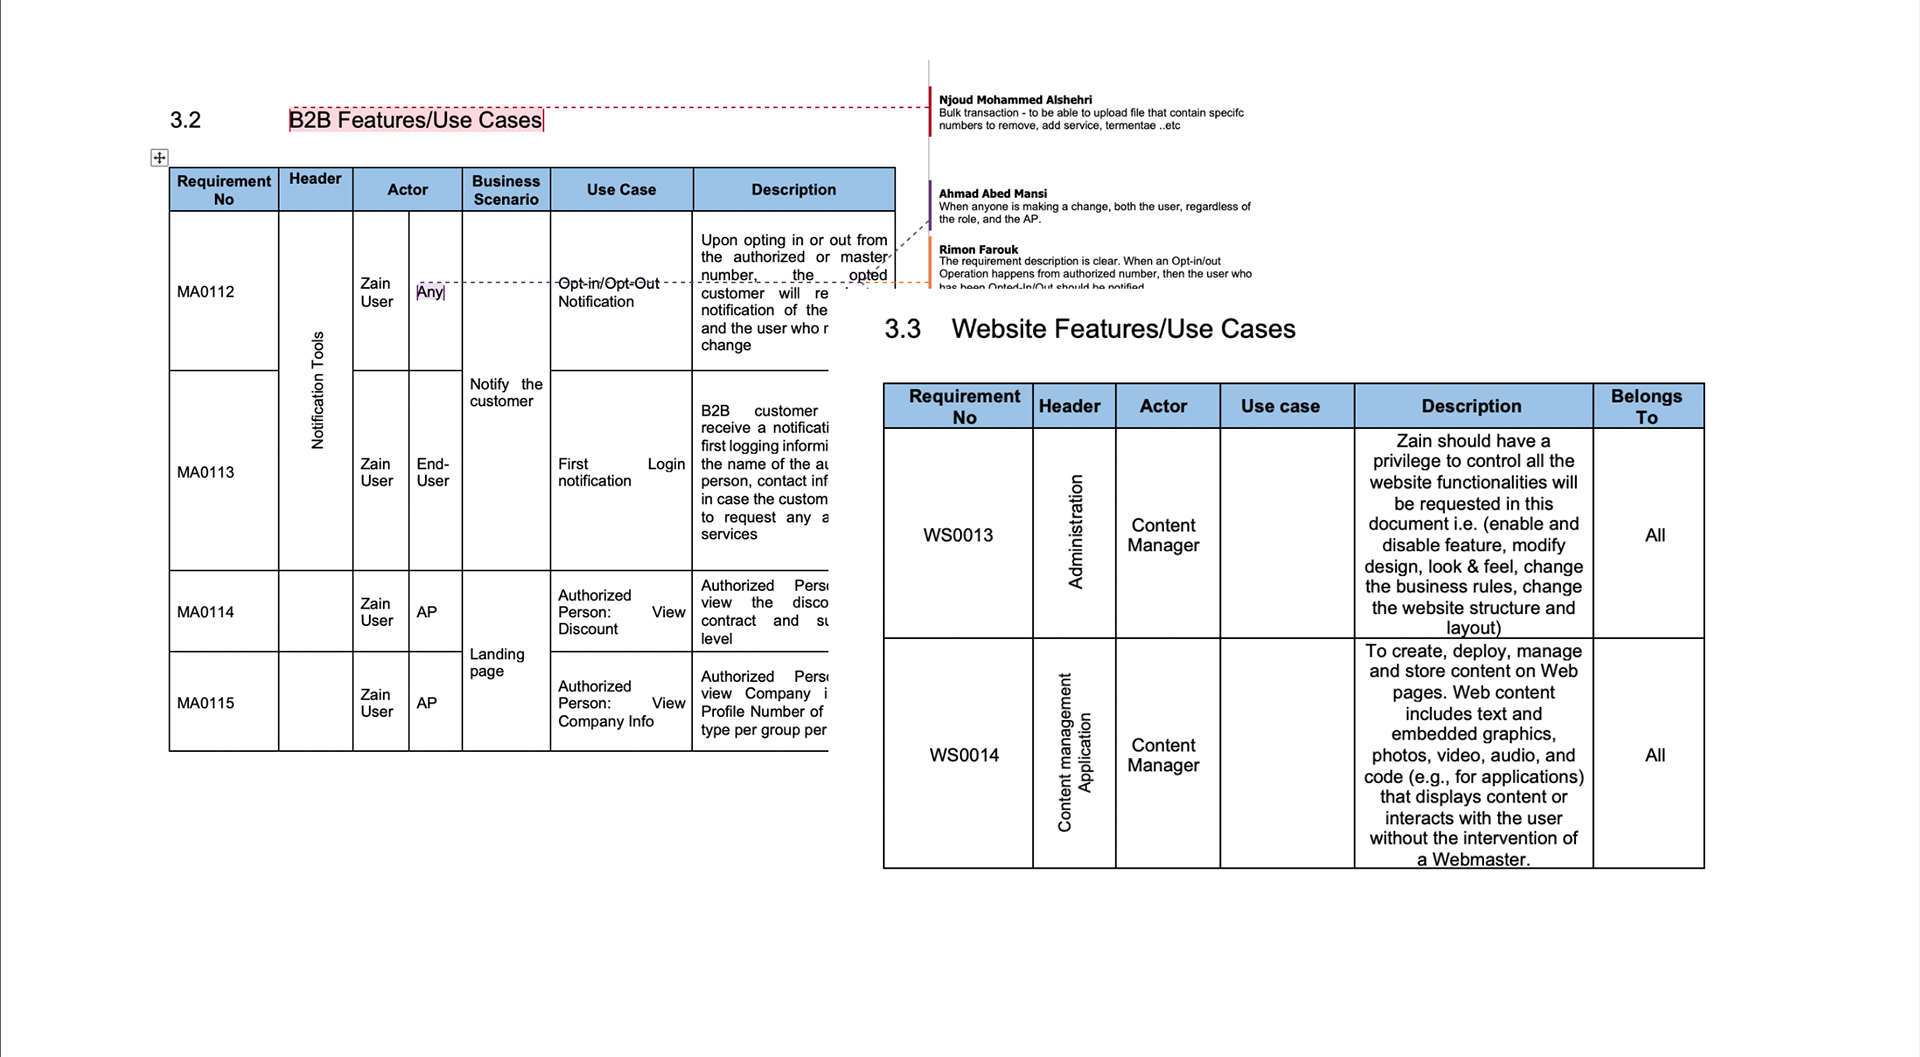 3.2 B2B Features/Use Cases
Njoud Mohammed Alshehri
Bulk transaction - to be able to upload file that contain specifc
numbers to remove, add service, termentae ..etc
Ahmad Abed Mansi
When anyone is making a change, both the user, regardless of
the role, and the AP.
Rimon Farouk
The requirement description is clear. When an Opt-in/out
Operation happens from authorized number, then the user who
has been Opted-In/Out should be notified
Requirement
No
Header
Actor
Business
Scenario
Use Case
Description
MA0112
Notification Tools
Zain
User
Any
Notify the
customer
Opt-in/Opt-Out
Notification
Upon opting in or out from
the authorized or master
number, the opted
customer will re
notification of the
and the user who r
change
MA0113
Zain
User
End-
User
First Login
notification
B2B customer
receive a notificati
first logging informi
the name of the au
person, contact inf
in case the custom
to request any a
services
MA0114
Zain
User
AP
Landing
page
Authorized
Person: View
Discount
Authorized Perso
view the disco
contract and su
level
MA0115
Zain
User
AP
Authorized
Person: View
Company Info
Authorized Perso
view Company i
Profile Number of
type per group per
3.3 Website Features/Use Cases
Requirement
No
Header
Actor
Use case
Description
Belongs
To
WS0013
Administration
Content
Manager
Zain should have a
privilege to control all the
website functionalities will
be requested in this
document i.e. (enable and
disable feature, modify
design, look & feel, change
the business rules, change
the website structure and
layout)
All
WS0014
Content management
Application
Content
Manager
To create, deploy, manage
and store content on Web
pages. Web content
includes text and
embedded graphics,
photos, video, audio, and
code (e.g., for applications)
that displays content or
interacts with the user
without the intervention of
a Webmaster.
All